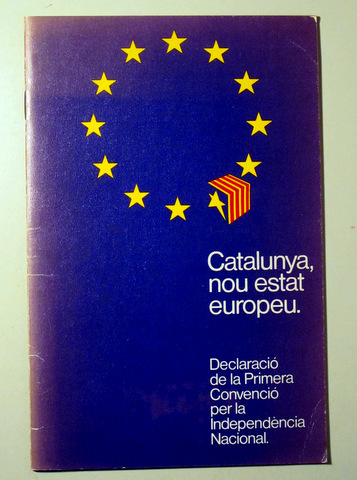 Catalunya,
nou estat
europeu.
Declaració
de la Primera
Convenció
per la
Independència
Nacional.